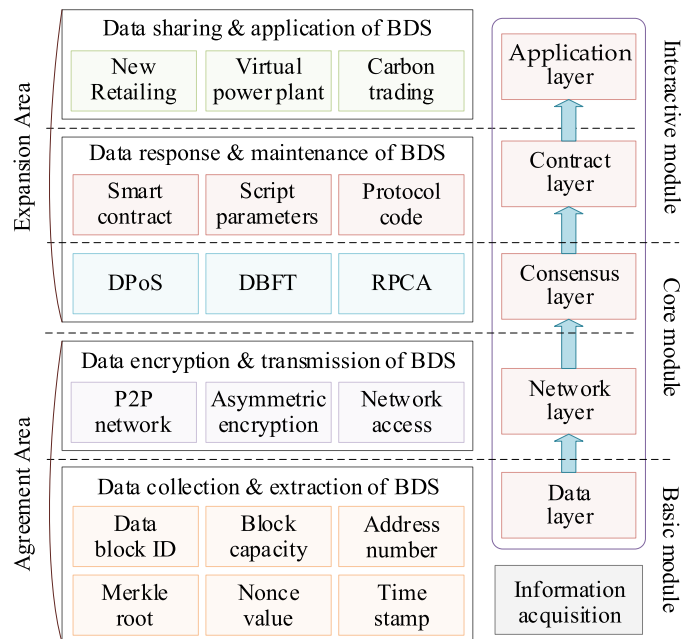 Expansion Area
Data sharing & application of BDS
New
Retailing
Virtual
power plant
Carbon
trading
Data response & maintenance of BDS
Smart
contract
Script
parameters
Protocol
code
DPoS
DBFT
RPCA
Agreement Area
Data encryption & transmission of BDS
P2P
network
Asymmetric
encryption
Network
access
Data collection & extraction of BDS
Data
block ID
Block
capacity
Address
number
Merkle
root
Nonce
value
Time
stamp
Application
layer
Contract
layer
Consensus
layer
Network
layer
Data
layer
Information
acquisition
Interactive module
Core module
Basic module